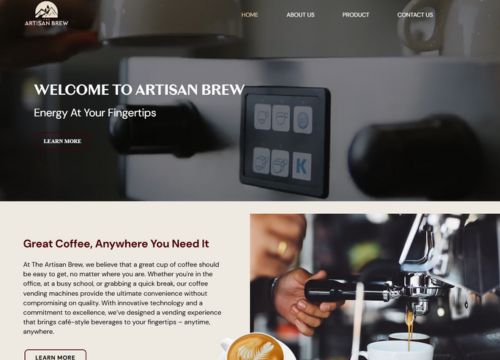 HOME ABOUT US PRODUCT CONTACT US
ARTISAN BREW
WELCOME TO ARTISAN BREW
Energy At Your Fingertips
LEARN MORE
K
Great Coffee, Anywhere You Need It
At The Artisan Brew, we believe that a great cup of coffee should
be easy to get, no matter where you are. Whether you're in the
office, at a busy school, or grabbing a quick break, our coffee
vending machines provide the ultimate convenience without
compromising on quality. With innovative technology and a
commitment to excellence, we've designed a vending experience
that brings café-style beverages to your fingertips – anytime,
anywhere.
LEARN MORE